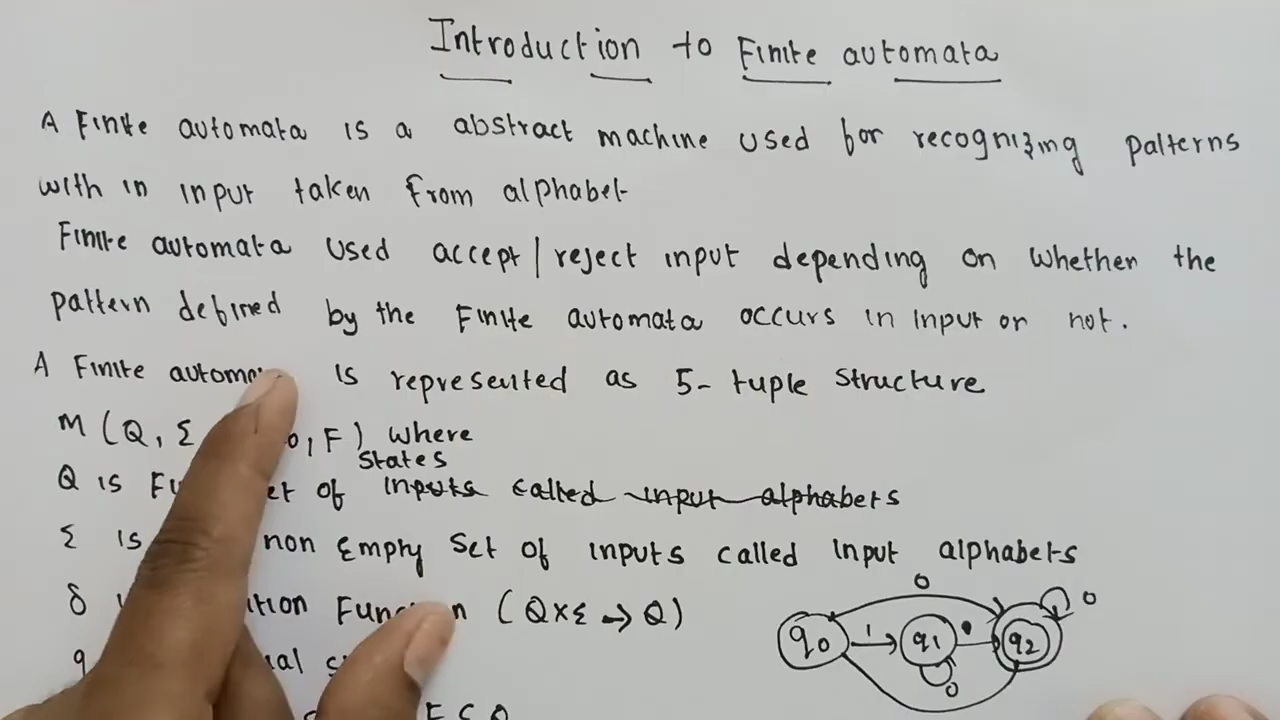 Introduction to Finite automata
A Finite automata is a abstract machine used for recognizing patterns
with in input taken from alphabet
Finite automata used accept/reject input depending on whether the
pattern defined by the Finite automata occurs in input or not.
A Finite is represented as 5-tuple structure
M (Q, Σ , F) where
states
Q is of inputs called input alphabets
Σ is non Empty set of inputs called input alphabets
δ (Q×Σ → Q)
0
0
q0 1 q1 q2
0